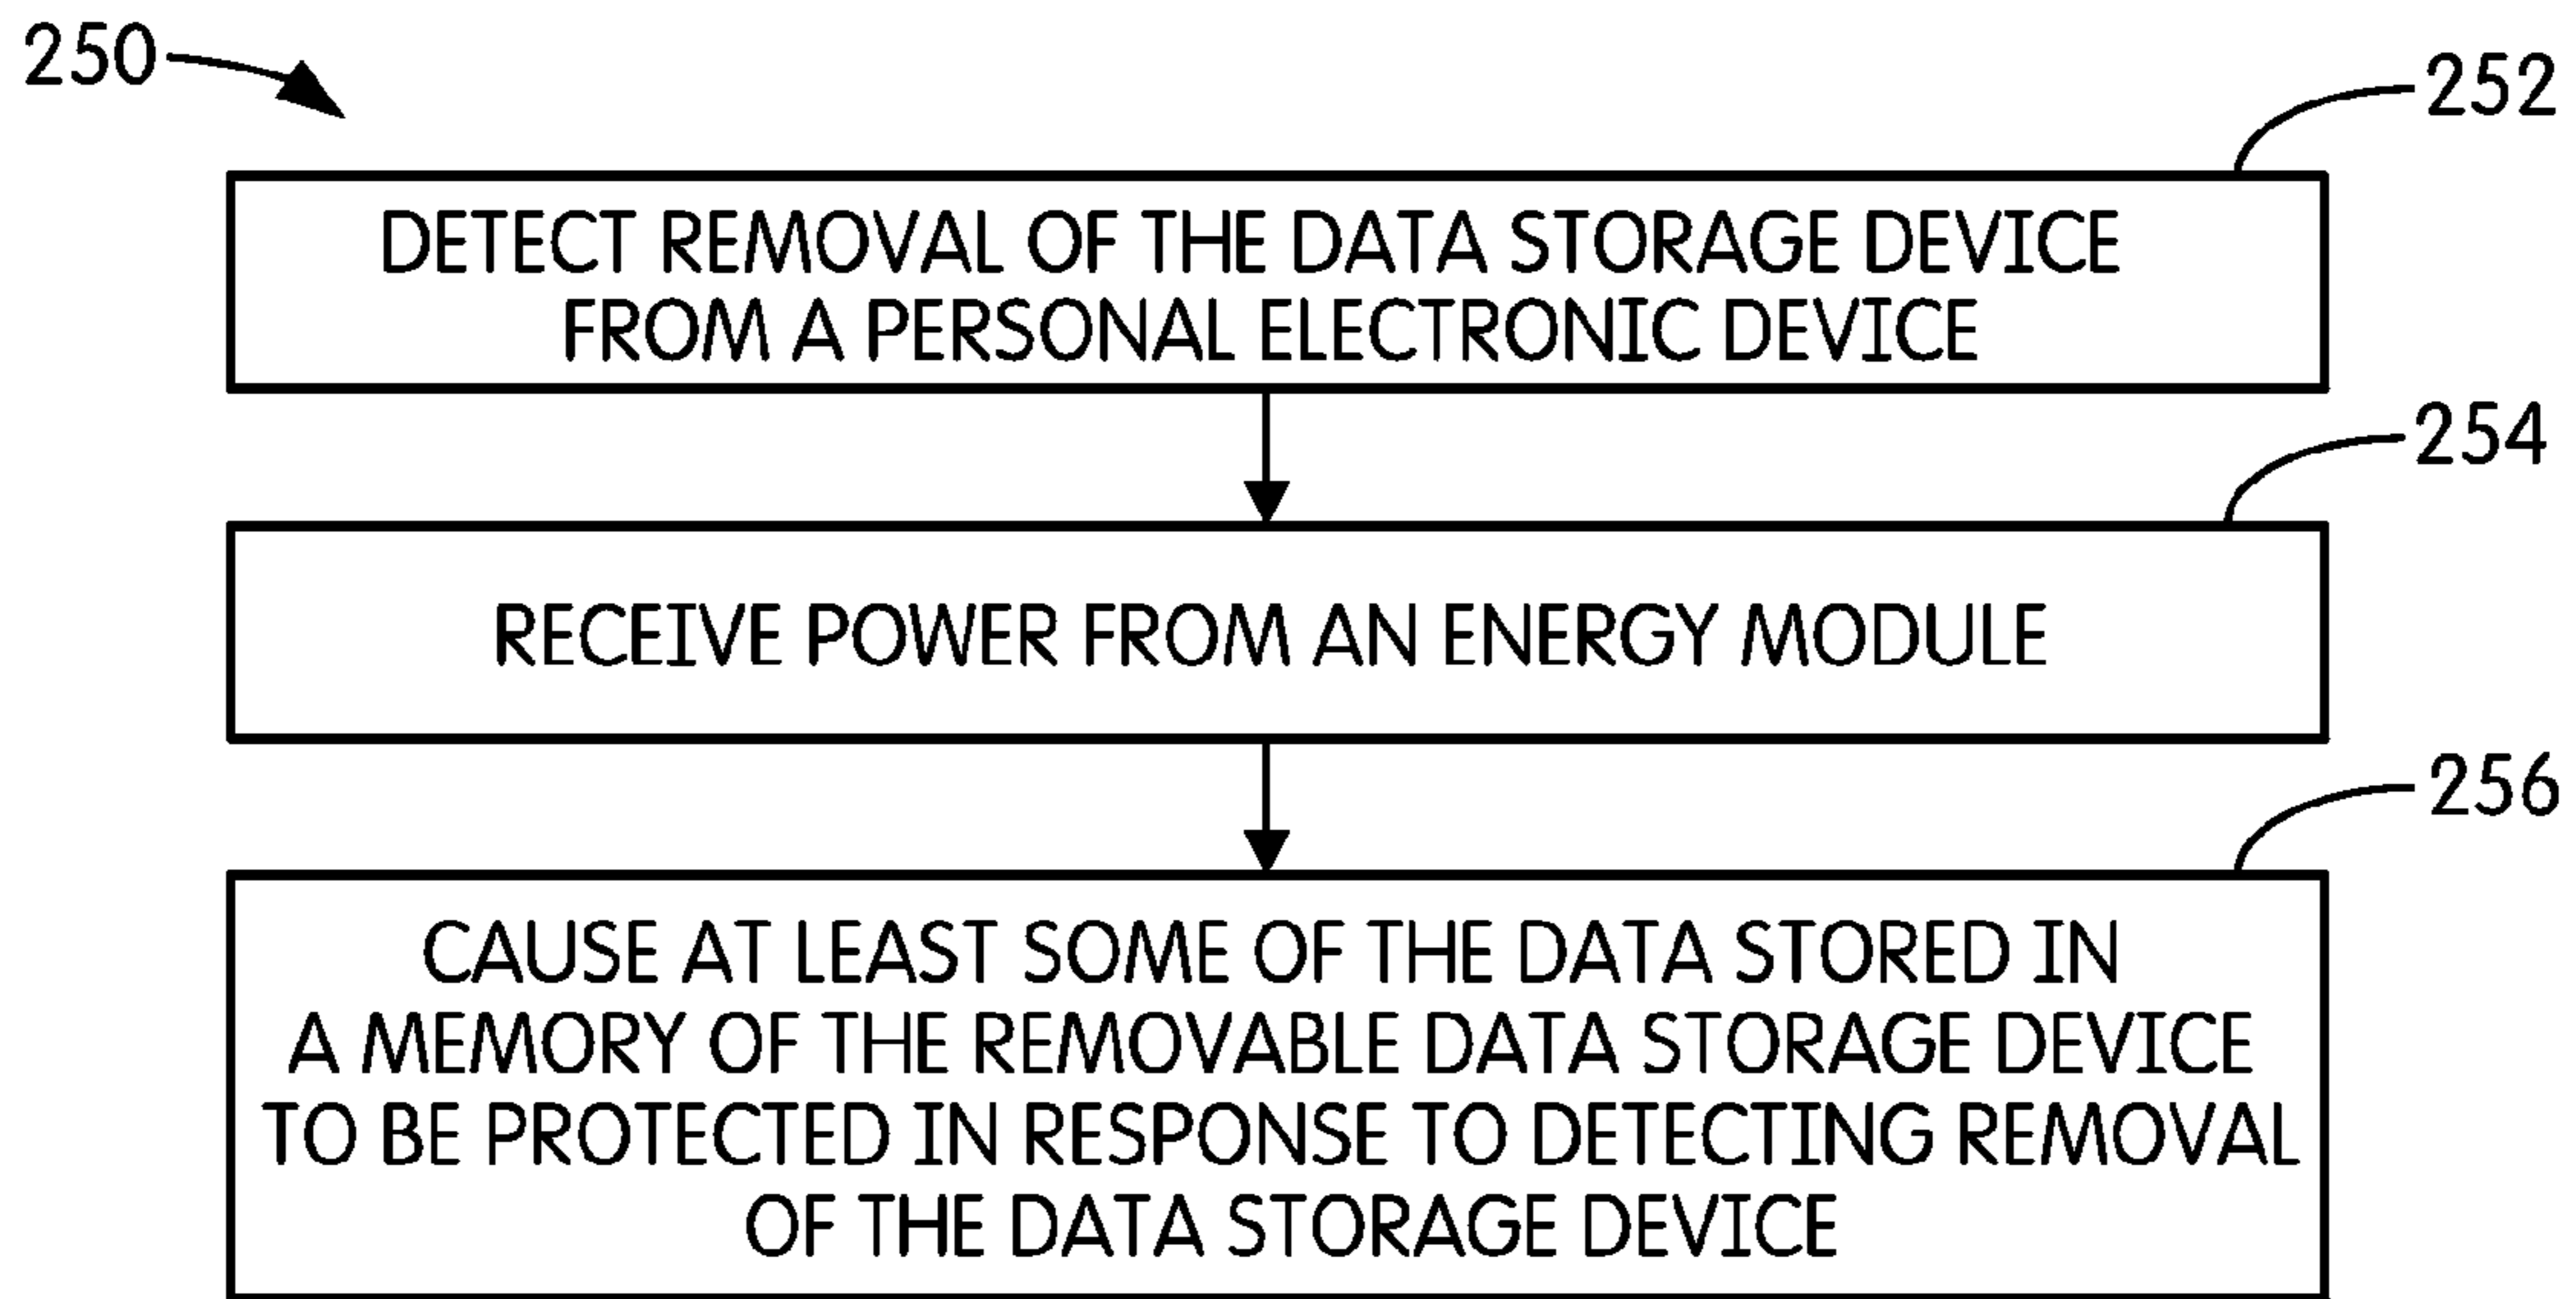 250
252
DETECT REMOVAL OF THE DATA STORAGE DEVICE
FROM A PERSONAL ELECTRONIC DEVICE
254
RECEIVE POWER FROM AN ENERGY MODULE
256
CAUSE AT LEAST SOME OF THE DATA STORED IN
A MEMORY OF THE REMOVABLE DATA STORAGE DEVICE
TO BE PROTECTED IN RESPONSE TO DETECTING REMOVAL
OF THE DATA STORAGE DEVICE